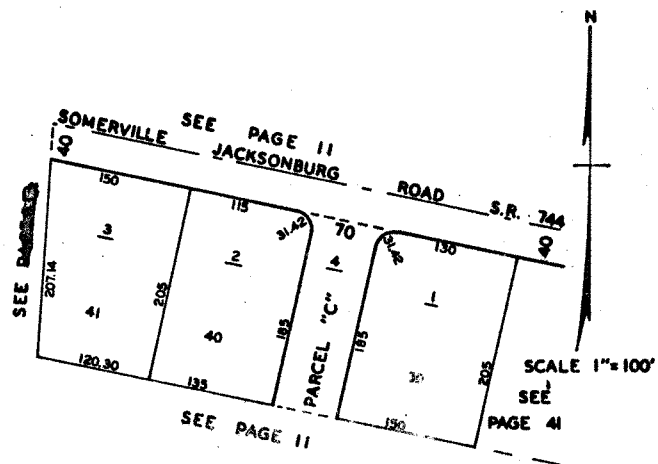 N
SEE PAGE 11
SOMERVILLE JACKSONBURG ROAD S.R. 744
40'
40'
150
115
31.42
70
31.42
130
3
2
4
1
SEE
207.14
205
185
PARCEL "C"
185
205
41
40
120.30
135
SEE PAGE 11
SCALE 1"=100'
SEE
PAGE 41